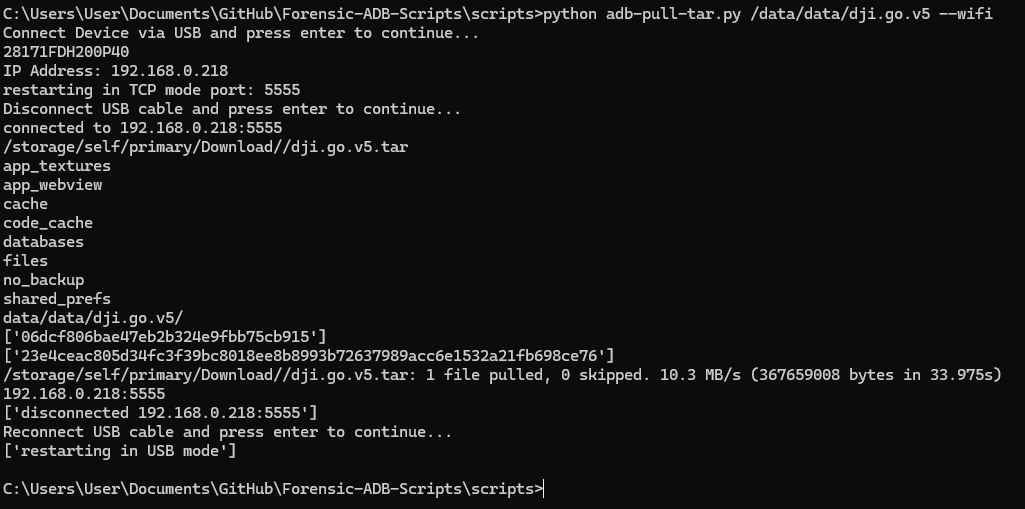 C:\Users\User\Documents\GitHub\Forensic-ADB-Scripts\scripts>python adb-pull-tar.py /data/data/dji.go.v5 --wifi
Connect Device via USB and press enter to continue...
28171FDH200P40
IP Address: 192.168.0.218
restarting in TCP mode port: 5555
Disconnect USB cable and press enter to continue...
connected to 192.168.0.218:5555
/storage/self/primary/Download//dji.go.v5.tar
app_textures
app_webview
cache
code_cache
databases
files
no_backup
shared_prefs
data/data/dji.go.v5/
['06dcf806bae47eb2b324e9fbb75cb915']
['23e4ceac805d34fc3f39bc8018ee8b8993b72637989acc6e1532a21fb698ce76']
/storage/self/primary/Download//dji.go.v5.tar: 1 file pulled, 0 skipped. 10.3 MB/s (367659008 bytes in 33.975s)
192.168.0.218:5555
['disconnected 192.168.0.218:5555']
Reconnect USB cable and press enter to continue...
['restarting in USB mode']
C:\Users\User\Documents\GitHub\Forensic-ADB-Scripts\scripts>